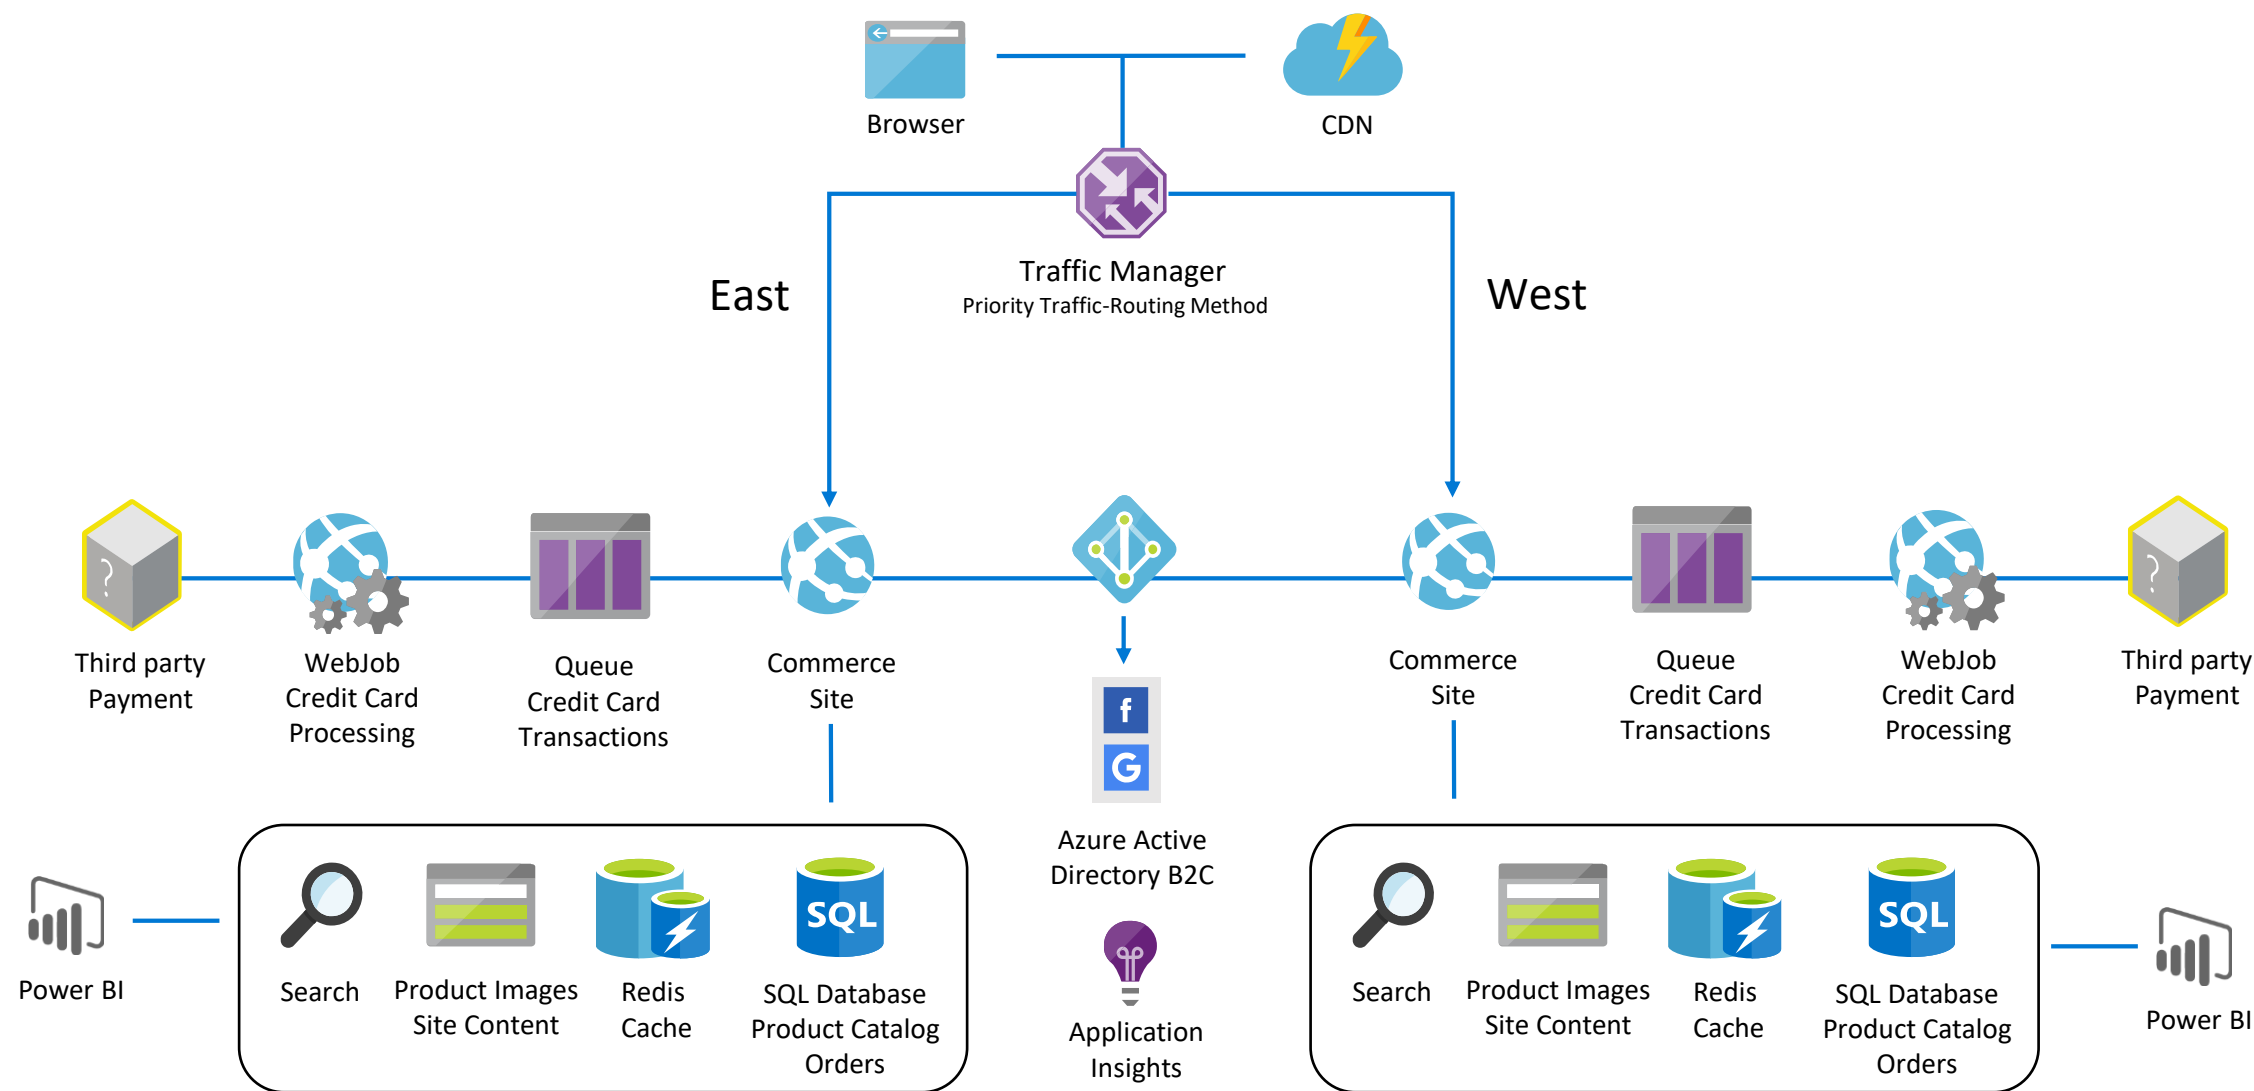 Browser
CDN
Traffic Manager
Priority Traffic-Routing Method
East
West
?
?
Third party
Payment
WebJob
Credit Card
Processing
Queue
Credit Card
Transactions
Commerce
Site
Commerce
Site
Queue
Credit Card
Transactions
WebJob
Credit Card
Processing
Third party
Payment
f
G
Azure Active
Directory B2C
SQL
SQL
Power BI
Search
Product Images
Site Content
Redis
Cache
SQL Database
Product Catalog
Orders
Application
Insights
Search
Product Images
Site Content
Redis
Cache
SQL Database
Product Catalog
Orders
Power BI